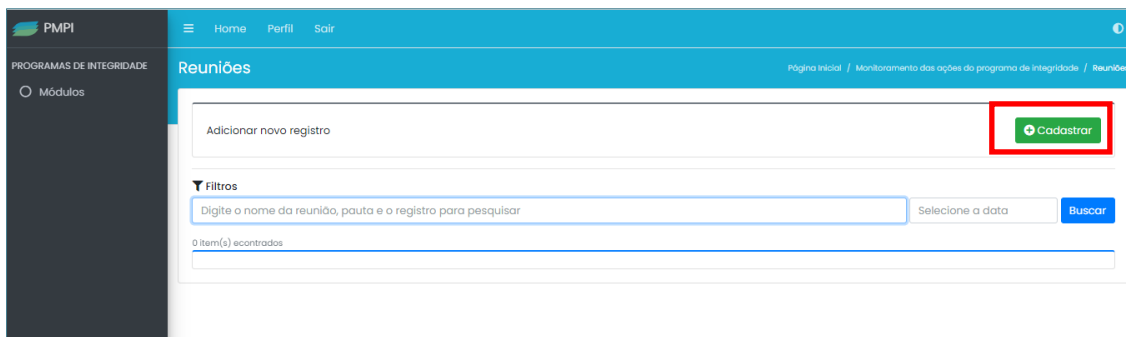 PMPI
Home Perfil Sair
PROGRAMAS DE INTEGRIDADE
Módulos
Reuniões
Página Inicial / Monitoramento das ações do programa de integridade / Reuniões
Adicionar novo registro
Cadastrar
Filtros
Digite o nome da reunião, pauta e o registro para pesquisar
Selecione a data
Buscar
0 item(s) econtrados